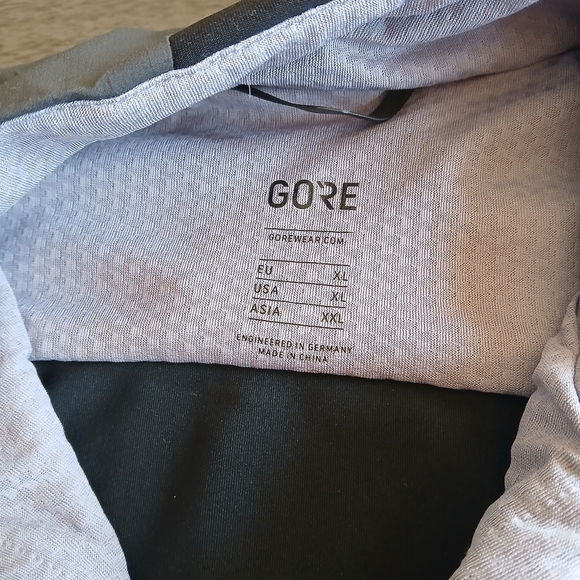 GORE
GOREWEAR.COM
EU XL
USA XL
ASIA XXL
ENGINEERED IN GERMANY
MADE IN CHINA